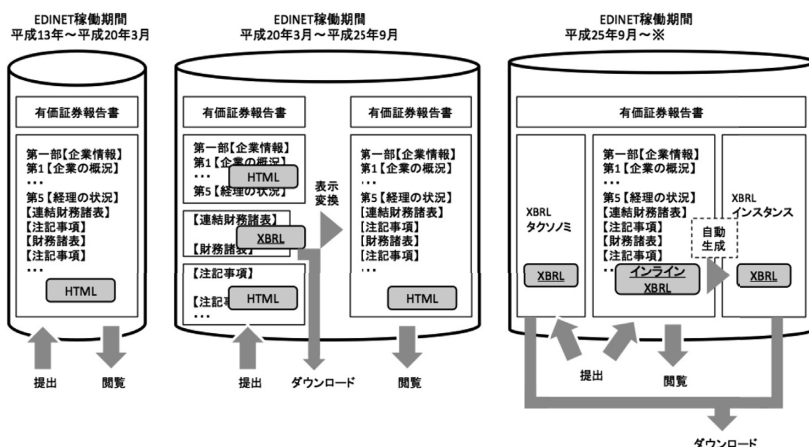 EDINET稼働期間
平成13年～平成20年3月
有価証券報告書
第一部【企業情報】
第1【企業の概況】
…
第5【経理の状況】
【連結財務諸表】
【注記事項】
【財務諸表】
【注記事項】
…
HTML
提出
閲覧
EDINET稼働期間
平成20年3月～平成25年9月
有価証券報告書
第一部【企業情報】
第1【企業の概況】
…
HTML
第5【経理の状況】
【連結財務諸表】
XBRL
【財務諸表】
【注記事項】
HTML
…
表示
変換
有価証券報告書
第一部【企業情報】
第1【企業の概況】
…
第5【経理の状況】
【連結財務諸表】
【注記事項】
【財務諸表】
【注記事項】
…
HTML
提出
ダウンロード
閲覧
EDINET稼働期間
平成25年9月～※
有価証券報告書
XBRL
タクソノミ
XBRL
第一部【企業情報】
第1【企業の概況】
…
第5【経理の状況】
【連結財務諸表】
【注記事項】
【財務諸表】
【注記事項】
…
インライン
XBRL
自動
生成
XBRL
インスタンス
XBRL
提出
閲覧
ダウンロード